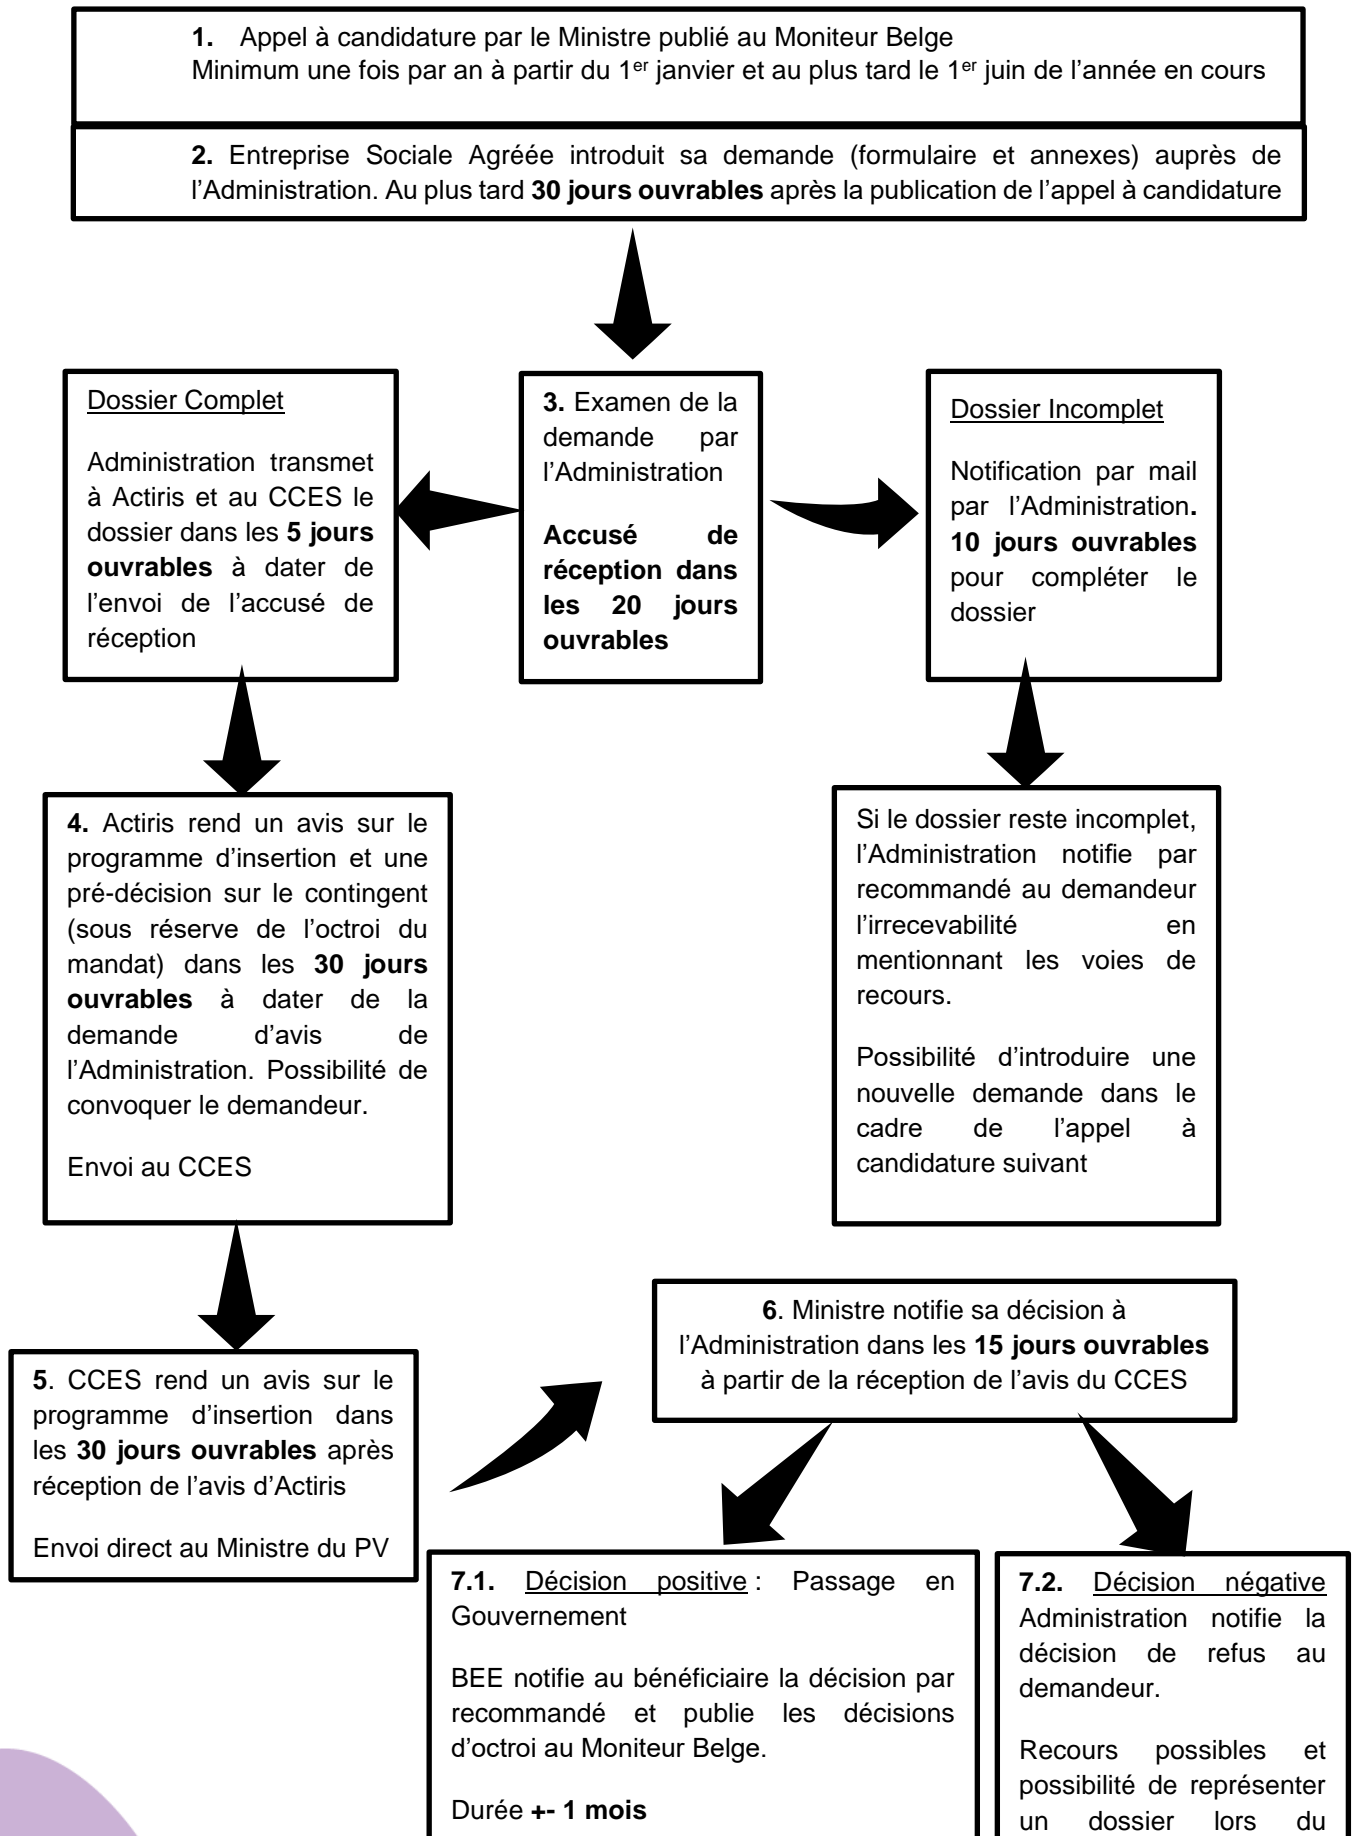 1. Appel à candidature par le Ministre publié au Moniteur Belge
Minimum une fois par an à partir du 1er janvier et au plus tard le 1er juin de l’année en cours
2. Entreprise Sociale Agréée introduit sa demande (formulaire et annexes) auprès de
l’Administration. Au plus tard 30 jours ouvrables après la publication de l’appel à candidature
Dossier Complet
Administration transmet
à Actiris et au CCES le
dossier dans les 5 jours
ouvrables à dater de
l’envoi de l’accusé de
réception
3. Examen de la
demande par
l’Administration
Accusé de
réception dans
les 20 jours
ouvrables
Dossier Incomplet
Notification par mail
par l’Administration.
10 jours ouvrables
pour compléter le
dossier
4. Actiris rend un avis sur le
programme d’insertion et une
pré-décision sur le contingent
(sous réserve de l’octroi du
mandat) dans les 30 jours
ouvrables à dater de la
demande d’avis de
l’Administration. Possibilité de
convoquer le demandeur.
Envoi au CCES
Si le dossier reste incomplet,
l’Administration notifie par
recommandé au demandeur
l’irrecevabilité en
mentionnant les voies de
recours.
Possibilité d’introduire une
nouvelle demande dans le
cadre de l’appel à
candidature suivant
5. CCES rend un avis sur le
programme d’insertion dans
les 30 jours ouvrables après
réception de l’avis d’Actiris
Envoi direct au Ministre du PV
6. Ministre notifie sa décision à
l’Administration dans les 15 jours ouvrables
à partir de la réception de l’avis du CCES
7.1. Décision positive : Passage en
Gouvernement
BEE notifie au bénéficiaire la décision par
recommandé et publie les décisions
d’octroi au Moniteur Belge.
Durée +- 1 mois
7.2. Décision négative
Administration notifie la
décision de refus au
demandeur.
Recours possibles et
possibilité de représenter
un dossier lors du